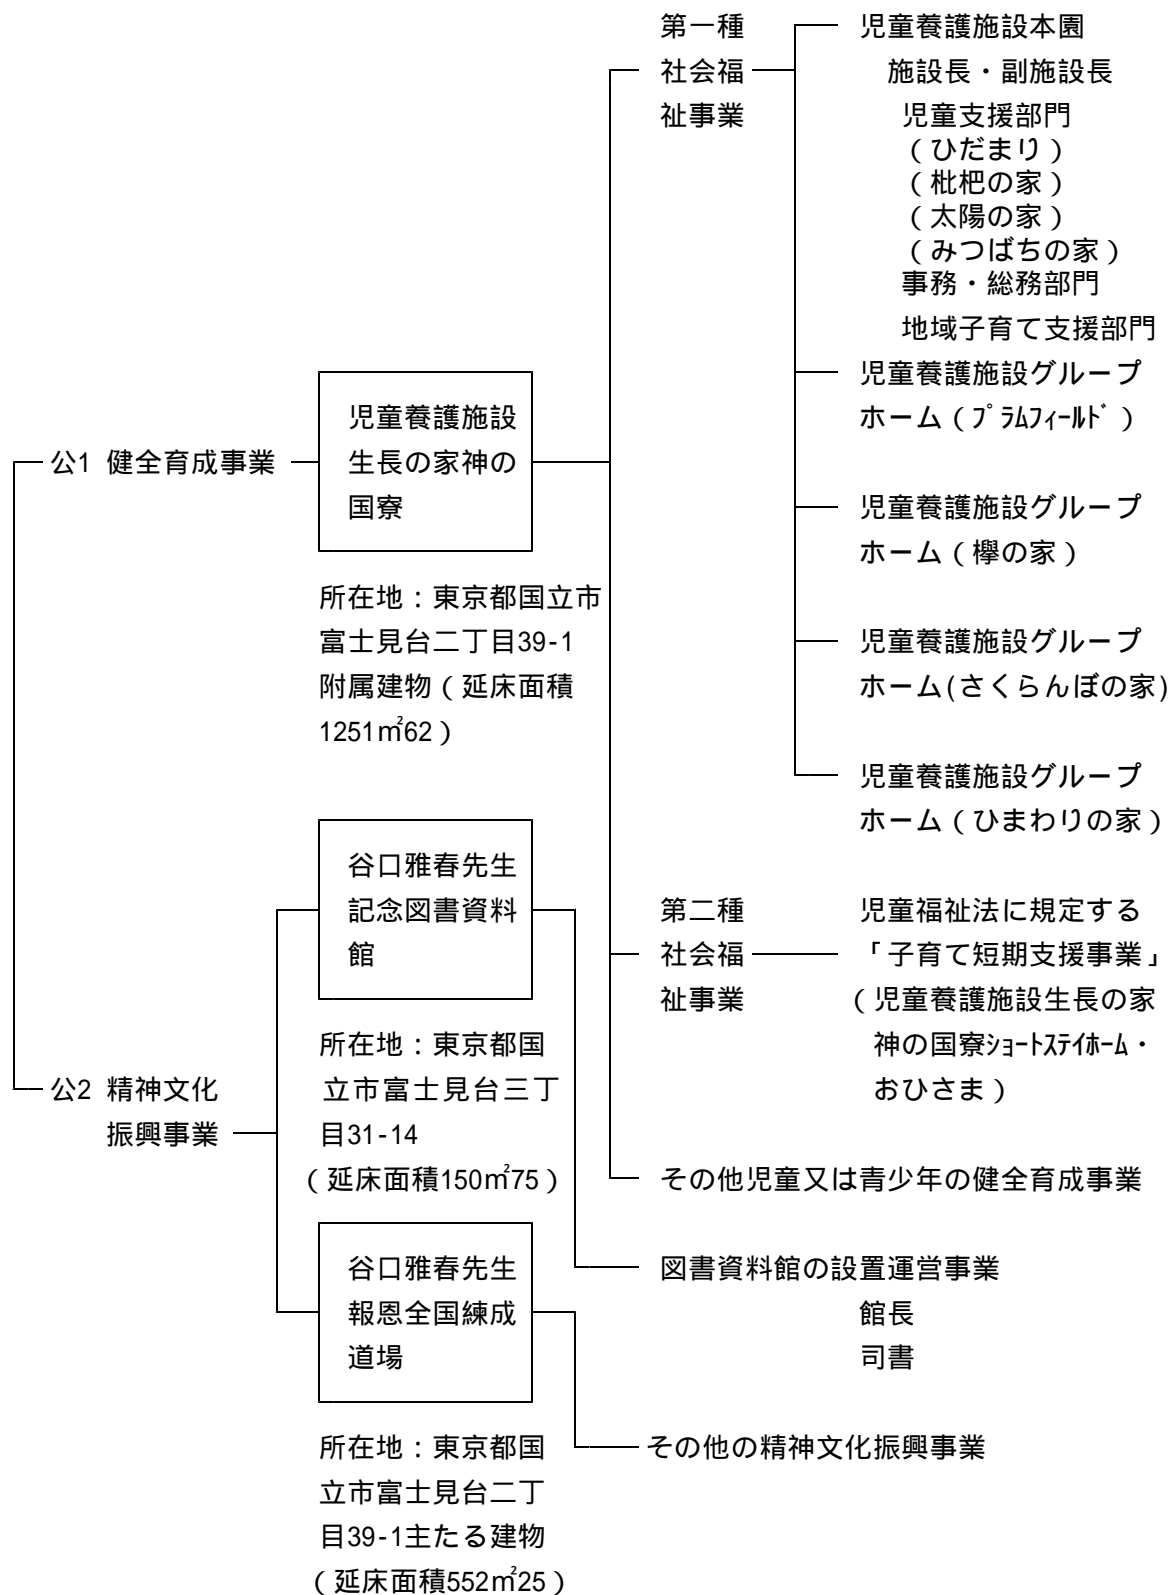 第一種
社会福
祉事業
児童養護施設本園
施設長・副施設長
児童支援部門
(ひだまり)
(枇杷の家)
(太陽の家)
(みつばちの家)
事務・総務部門
地域子育て支援部門
児童養護施設グループ
ホーム(プラムフィールド)
児童養護施設グループ
ホーム(欅の家)
児童養護施設グループ
ホーム(さくらんぼの家)
児童養護施設グループ
ホーム(ひまわりの家)
公1 健全育成事業
児童養護施設
生長の家神の
国寮
所在地:東京都国立市
富士見台二丁目39-1
附属建物(延床面積
1251㎡62)
第二種
社会福
祉事業
児童福祉法に規定する
「子育て短期支援事業」
(児童養護施設生長の家
神の国寮ショートステイホーム・
おひさま)
その他児童又は青少年の健全育成事業
公2 精神文化
振興事業
谷口雅春先生
記念図書資料
館
所在地:東京都国
立市富士見台三丁
目31-14
(延床面積150㎡75)
図書資料館の設置運営事業
館長
司書
谷口雅春先生
報恩全国練成
道場
所在地:東京都国
立市富士見台二丁
目39-1主たる建物
(延床面積552㎡25)
その他の精神文化振興事業